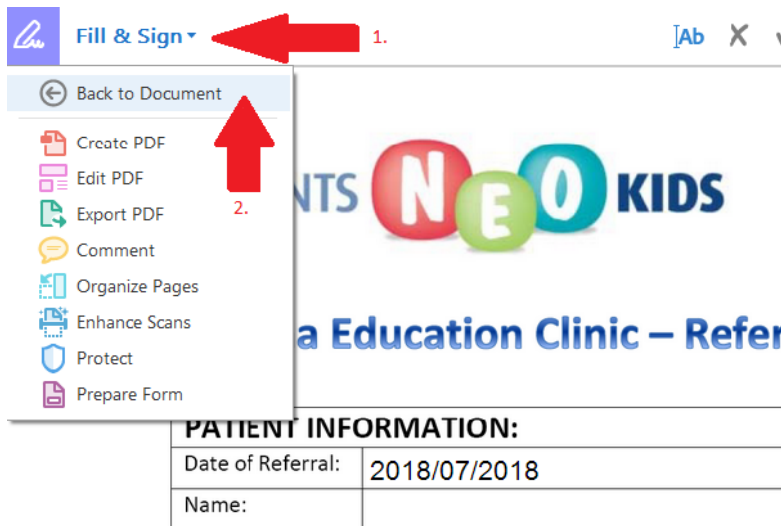 Fill & Sign
1.
Ab
Back to Document
Create PDF
Edit PDF
2.
Export PDF
Comment
Organize Pages
Enhance Scans
Protect
Prepare Form
NTS NEO KIDS
a Education Clinic – Refer
PATIENT INFORMATION:
Date of Referral: 2018/07/2018
Name: